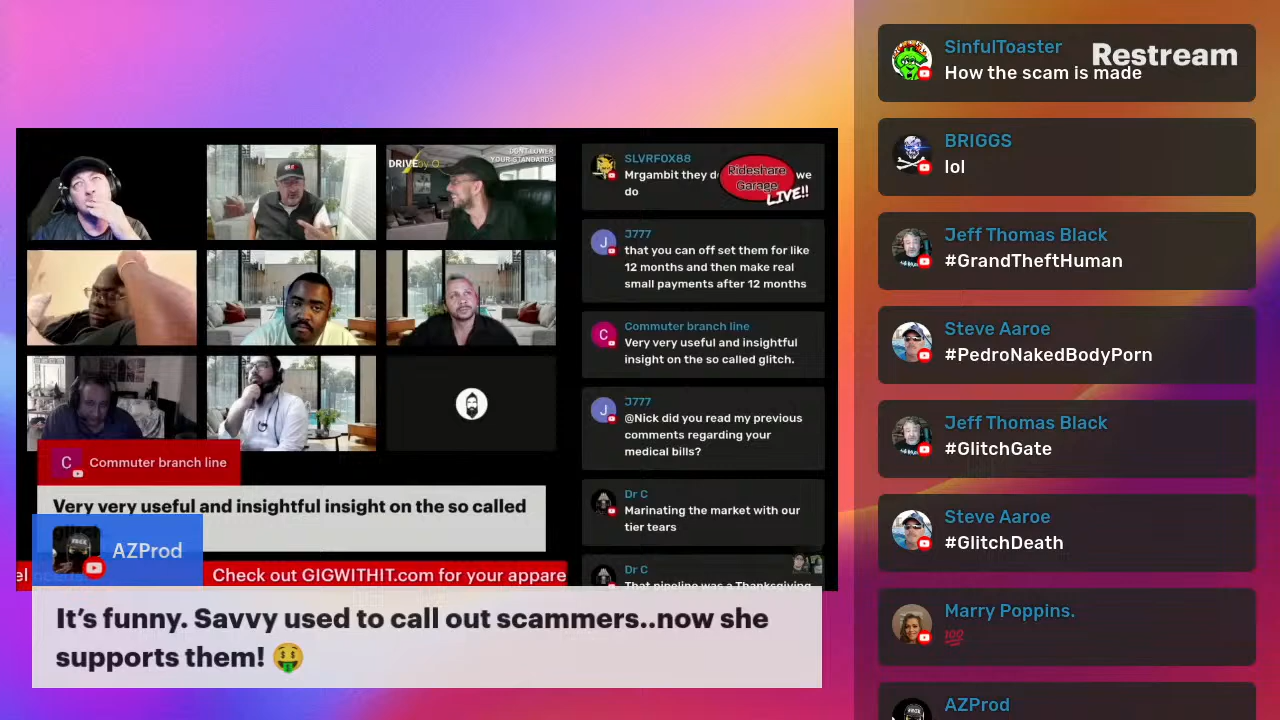 DRIVEby O
DON'T LOWER
YOUR STANDARDS
SLVRFOX88
Mrgambit they do we
do
Rideshare
Garage
LIVE!!
J
J777
that you can off set them for like
12 months and then make real
small payments after 12 months
C
Commuter branch line
Very very useful and insightful
insight on the so called glitch.
J
J777
@Nick did you read my previous
comments regarding your
medical bills?
Dr C
Marinating the market with our
tier tears
Dr C
That pipeline was a Thanksgiving
C
Commuter branch line
Very very useful and insightful insight on the so called
AZProd
Check out GIGWITHIT.com for your appare
It's funny. Savvy used to call out scammers..now she
supports them! 🤑
Restream
SinfulToaster
How the scam is made
BRIGGS
lol
Jeff Thomas Black
#GrandTheftHuman
Steve Aaroe
#PedroNakedBodyPorn
Jeff Thomas Black
#GlitchGate
Steve Aaroe
#GlitchDeath
Marry Poppins.
💯
AZProd